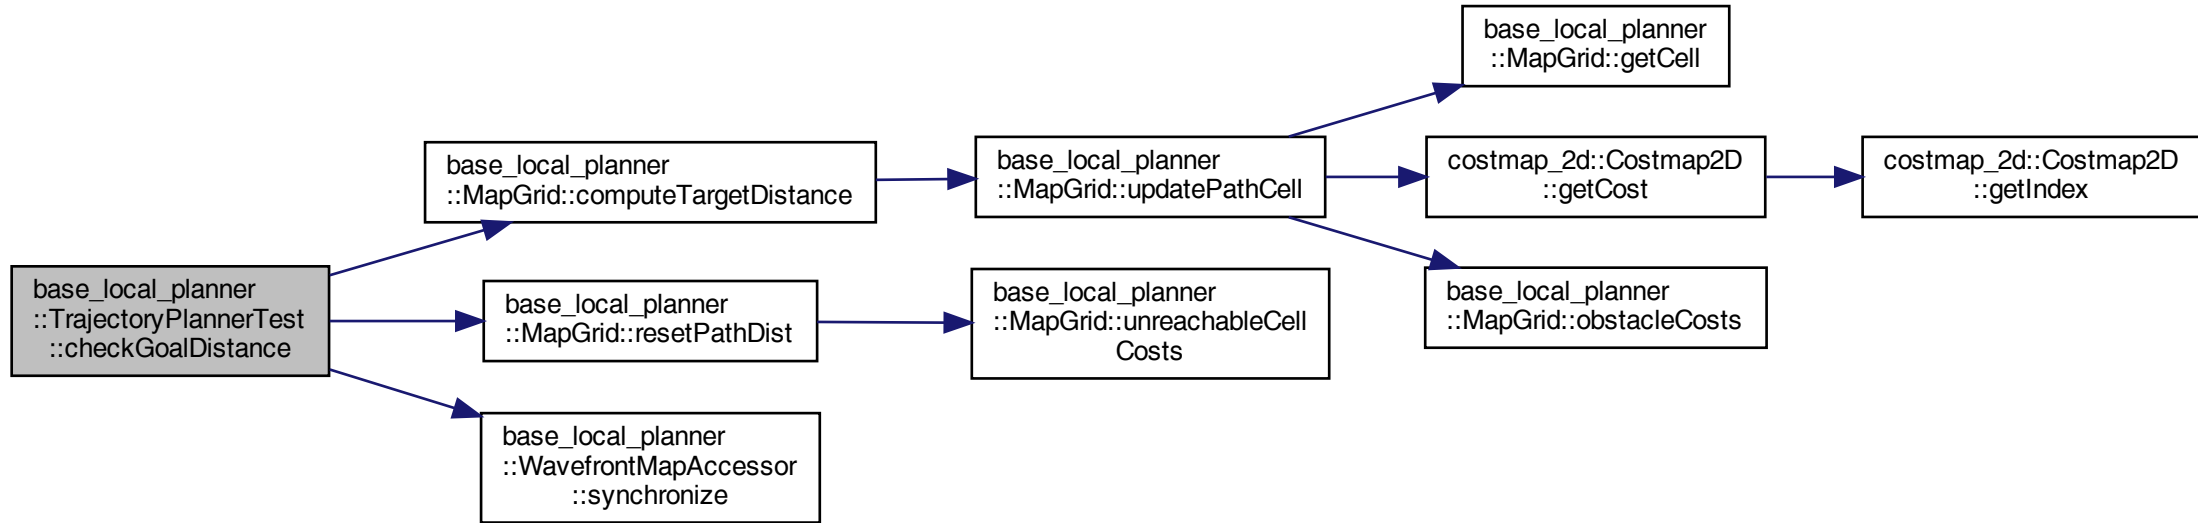 base_local_planner
::TrajectoryPlannerTest
::checkGoalDistance
base_local_planner
::MapGrid::computeTargetDistance
base_local_planner
::MapGrid::updatePathCell
base_local_planner
::MapGrid::getCell
costmap_2d::Costmap2D
::getCost
costmap_2d::Costmap2D
::getIndex
base_local_planner
::MapGrid::obstacleCosts
base_local_planner
::MapGrid::resetPathDist
base_local_planner
::MapGrid::unreachableCell
Costs
base_local_planner
::WavefrontMapAccessor
::synchronize